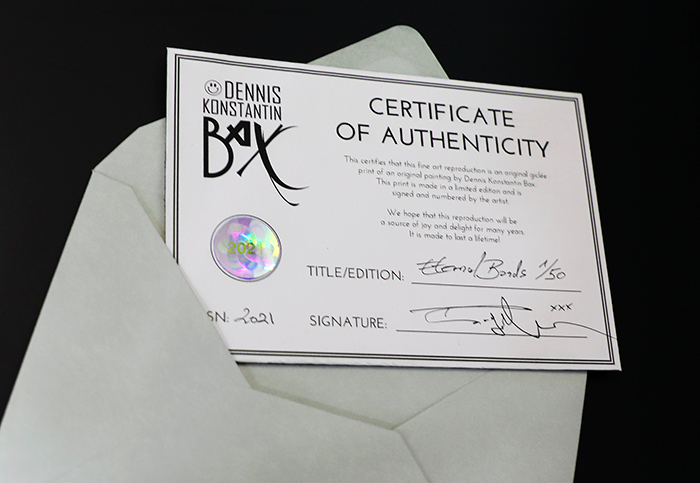 DENNIS
KONSTANTIN
BAX
CERTIFICATE
OF AUTHENTICITY
This certifies that this fine art reproduction is an original giclée
print of an original painting by Dennis Konstantin Bax.
This print is made in a limited edition and is
signed and numbered by the artist.
We hope that this reproduction will be
a source of joy and delight for many years.
It is made to last a lifetime!
2021
TITLE/EDITION: Eternal Bonds 1/50
SN: 2021
SIGNATURE:
xxx